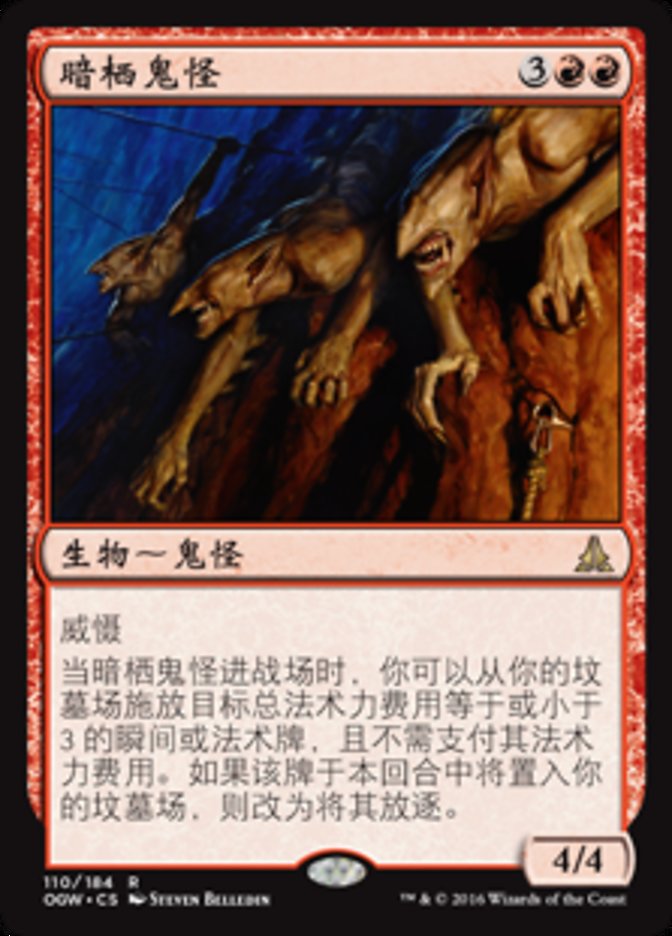 暗栖鬼怪
3
生物～鬼怪
威慑
当暗栖鬼怪进战场时，你可以从你的坟
墓场施放目标总法术力费用等于或小于
3 的瞬间或法术牌，且不需支付其法术
力费用。如果该牌于本回合中将置入你
的坟墓场，则改为将其放逐。
4/4
110/184 R
OGW • CS Steven Belledin
™ & © 2016 Wizards of the Coast